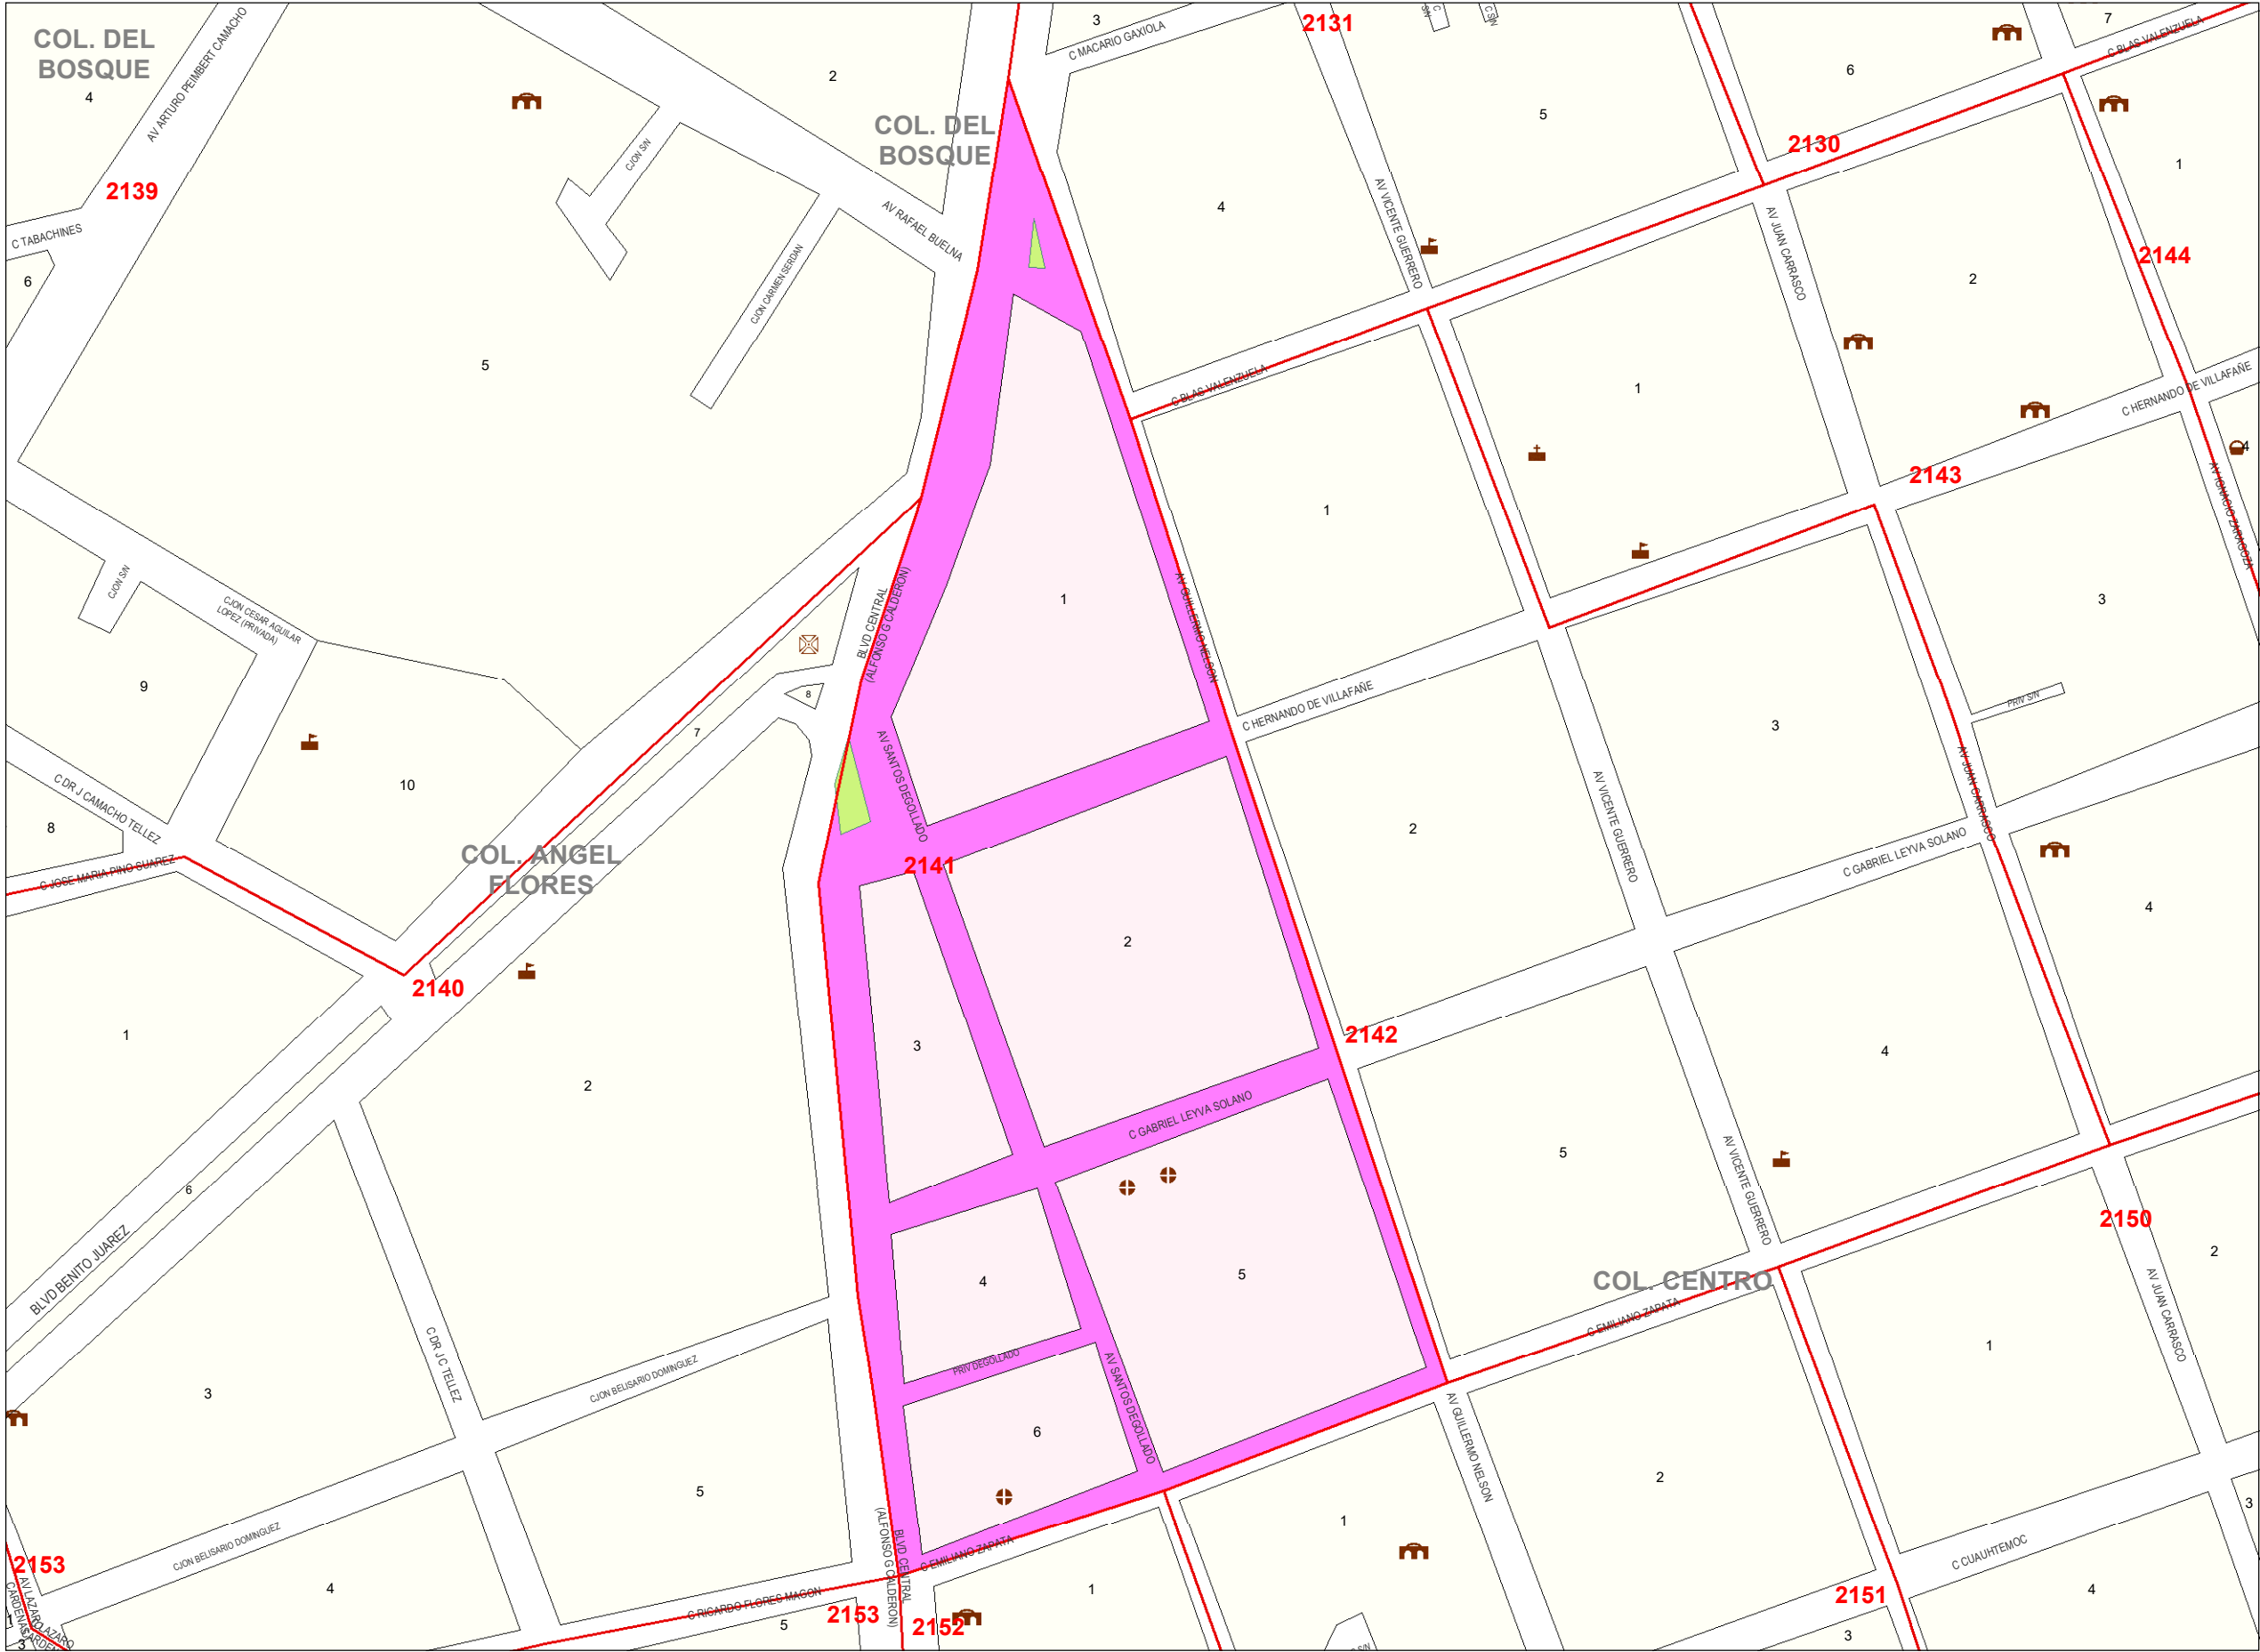 COL. DEL
BOSQUE
4
AV ARTURO PEIMBERT CAMACHO
2139
C TABACHINES
6
2
3
C MACARIO GAXIOLA
2131
C
S/N
C S/N
7
C BLAS VALENZUELA
6
5
2130
1
COL. DEL
BOSQUE
CJON S/N
AV RAFAEL BUELNA
CJON CARMEN SERDAN
4
AV VICENTE GUERRERO
AV JUAN CARRASCO
2144
2
5
C BLAS VALENZUELA
1
C HERNANDO DE VILLAFAÑE
4
2143
AV IGNACIO ZARAGOZA
1
CJON S/N
CJON CESAR AGUILAR
LOPEZ (PRIVADA)
BLVD CENTRAL
(ALFONSO G CALDERON)
1
AV GUILLERMO NELSON
3
9
8
7
C HERNANDO DE VILLAFAÑE
PRIV S/N
3
C DR J CAMACHO TELLEZ
10
AV SANTOS DEGOLLADO
AV VICENTE GUERRERO
AV JUAN CARRASCO
8
2
C GABRIEL LEYVA SOLANO
C JOSE MARIA PINO SUAREZ
COL. ANGEL
FLORES
2141
4
2
2140
1
3
2142
4
2
C GABRIEL LEYVA SOLANO
5
AV VICENTE GUERRERO
6
BLVD BENITO JUAREZ
2150
2
4
5
COL. CENTRO
C EMILIANO ZAPATA
AV JUAN CARRASCO
C DR J C TELLEZ
CJON BELISARIO DOMINGUEZ
PRIV DEGOLLADO
AV SANTOS DEGOLLADO
1
3
6
AV GUILLERMO NELSON
2
5
1
3
CJON BELISARIO DOMINGUEZ
BLVD CENTRAL
(ALFONSO G CALDERON)
C EMILIANO ZAPATA
C CUAUHTEMOC
2153
AV LAZARO
CARDENAS
4
C RICARDO FLORES MAGON
2153
5
2152
1
2151
4
3
1
3
S/N